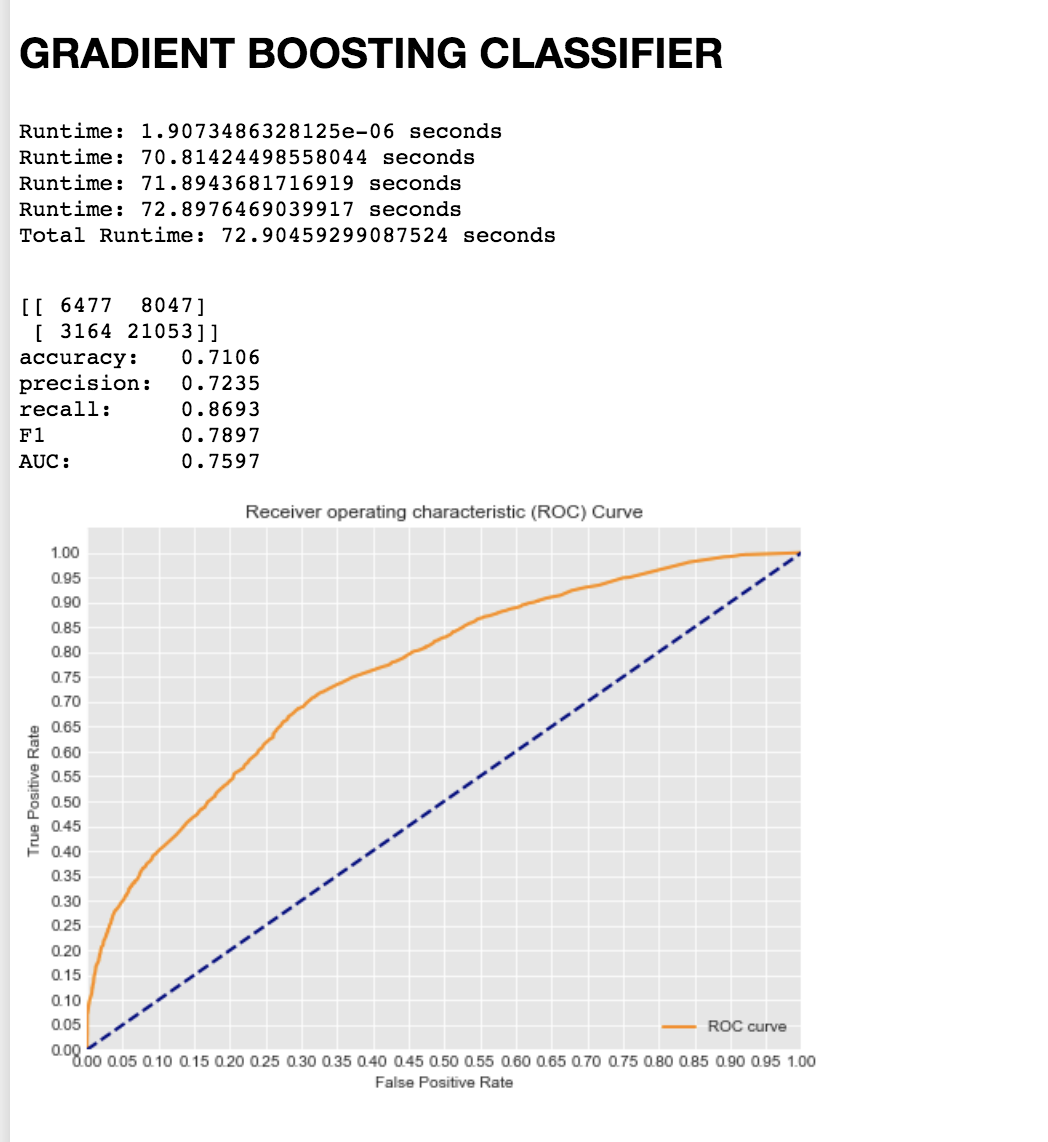 GRADIENT BOOSTING CLASSIFIER
Runtime: 1.9073486328125e-06 seconds
Runtime: 70.81424498558044 seconds
Runtime: 71.8943681716919 seconds
Runtime: 72.8976469039917 seconds
Total Runtime: 72.90459299087524 seconds
[[ 6477  8047]
 [ 3164 21053]]
accuracy:   0.7106
precision:  0.7235
recall:     0.8693
F1          0.7897
AUC:        0.7597
Receiver operating characteristic (ROC) Curve
1.00
0.95
0.90
0.85
0.80
0.75
0.70
0.65
0.60
0.55
0.50
0.45
0.40
0.35
0.30
0.25
0.20
0.15
0.10
0.05
0.00
True Positive Rate
ROC curve
0.00 0.05 0.10 0.15 0.20 0.25 0.30 0.35 0.40 0.45 0.50 0.55 0.60 0.65 0.70 0.75 0.80 0.85 0.90 0.95 1.00
False Positive Rate